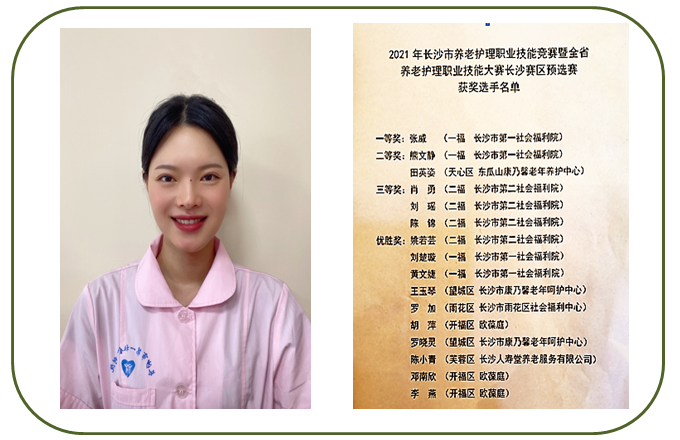 2021 年长沙市养老护理职业技能竞赛暨全省
养老护理职业技能大赛长沙赛区预选赛
获奖选手名单
一等奖：张威 （一福 长沙市第一社会福利院）
二等奖：熊文静 （一福 长沙市第一社会福利院）
田英姿 （天心区 东瓜山康乃馨老年养护中心）
三等奖：肖 勇 （二福 长沙市第二社会福利院）
刘 瑶 （二福 长沙市第二社会福利院）
陈 锦 （二福 长沙市第二社会福利院）
优胜奖：姚若芸 （二福 长沙市第二社会福利院）
刘楚璇 （一福 长沙市第一社会福利院）
黄文婕 （一福 长沙市第一社会福利院）
王玉琴 （望城区 长沙市康乃馨老年呵护中心）
罗 加 （雨花区 长沙市雨花区社会福利中心）
胡 萍 （开福区 欧葆庭）
罗晓灵 （望城区 长沙市康乃馨老年呵护中心）
陈小青 （芙蓉区 长沙人寿堂养老服务有限公司）
邓南欣 （开福区 欧葆庭）
李 燕 （开福区 欧葆庭）